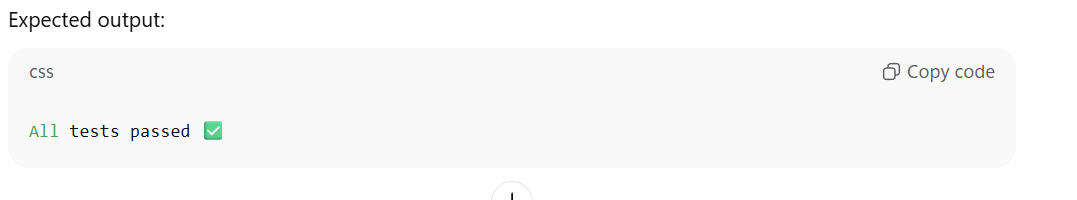 Expected output:
css
Copy code
All tests passed ✅